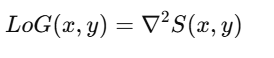 LoG(x, y) = ∇²S(x, y)